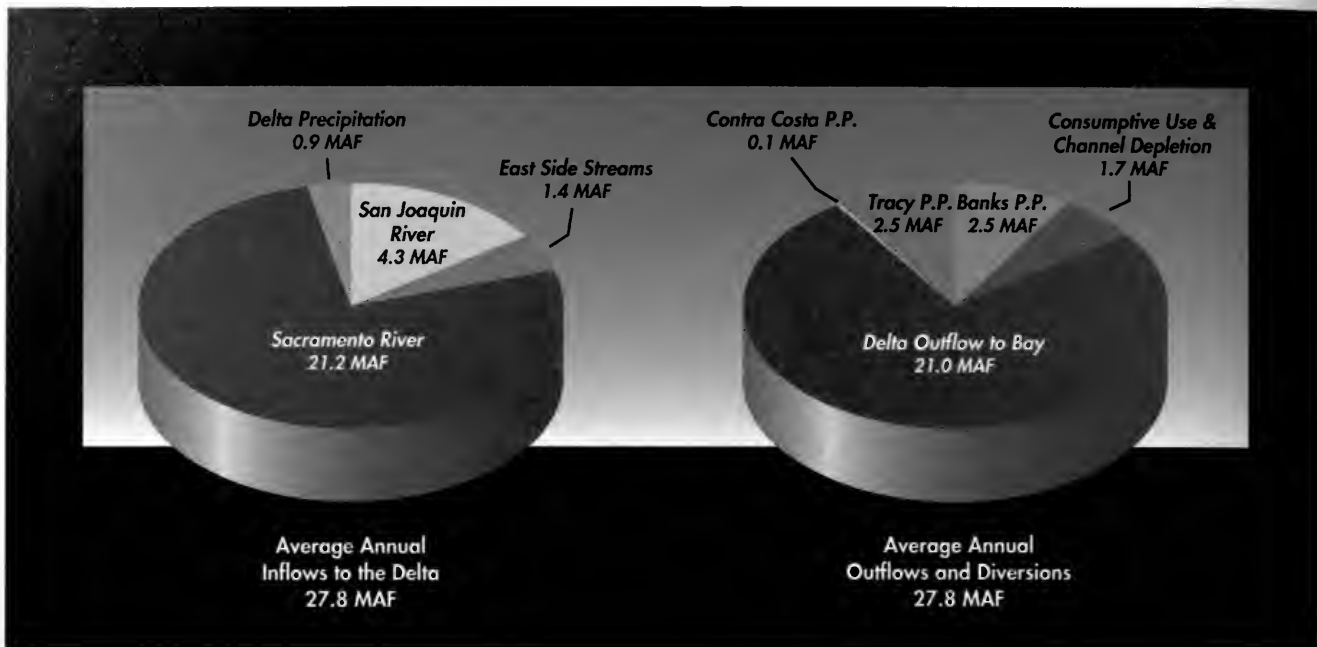 Delta Precipitation
0.9 MAF
East Side Streams
1.4 MAF
San Joaquin
River
4.3 MAF
Sacramento River
21.2 MAF
Average Annual
Inflows to the Delta
27.8 MAF
Contra Costa P.P.
0.1 MAF
Consumptive Use &
Channel Depletion
1.7 MAF
Tracy P.P.
2.5 MAF
Banks P.P.
2.5 MAF
Delta Outflow to Bay
21.0 MAF
Average Annual
Outflows and Diversions
27.8 MAF